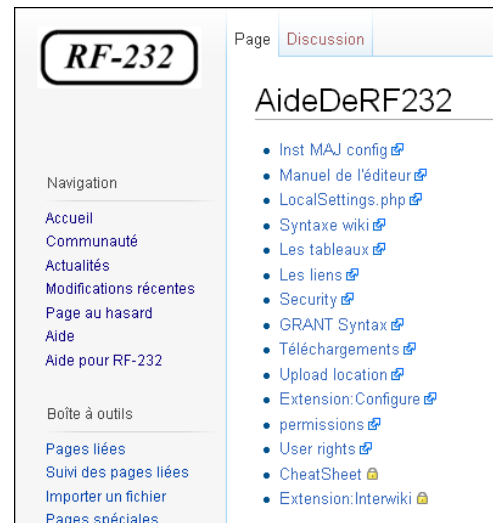 RF-232
Page
Discussion
AideDeRF232
Inst MAJ config
Manuel de l'éditeur
LocalSettings.php
Syntaxe wiki
Les tableaux
Les liens
Security
GRANT Syntax
Téléchargements
Upload location
Extension:Configure
permissions
User rights
CheatSheet
Extension:Interwiki
Navigation
Accueil
Communauté
Actualités
Modifications récentes
Page au hasard
Aide
Aide pour RF-232
Boîte à outils
Pages liées
Suivi des pages liées
Importer un fichier
Pages spéciales